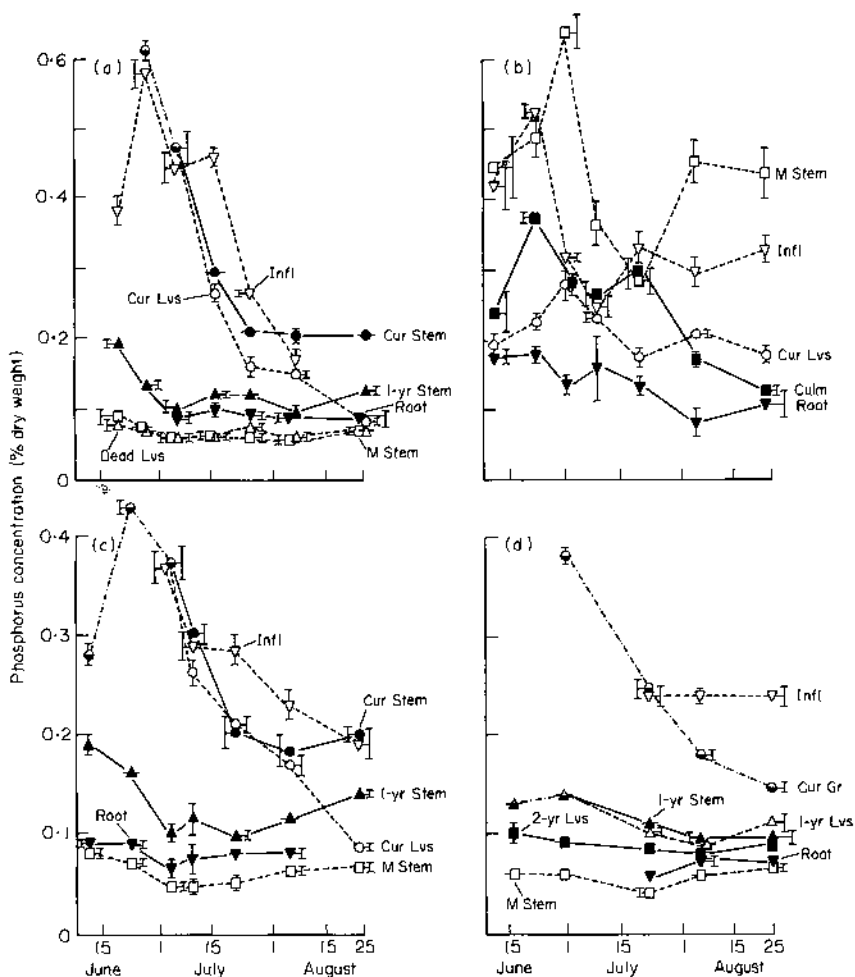 Phosphorus concentration (% dry weight)
0·6
0·4
0·2
0
(a)
Infl
Cur Lvs
Cur Stem
1-yr Stem
Root
M Stem
Dead Lvs
(b)
M Stem
Infl
Cur Lvs
Culm
Root
0·4
0·3
0·2
0·1
0
(c)
Infl
Cur Stem
1-yr Stem
Root
Cur Lvs
M Stem
15 1 15 1 15 25
June July August
(d)
Infl
Cur Gr
1-yr Stem
2-yr Lvs
1-yr Lvs
Root
M Stem
15 1 15 1 15 25
June July August